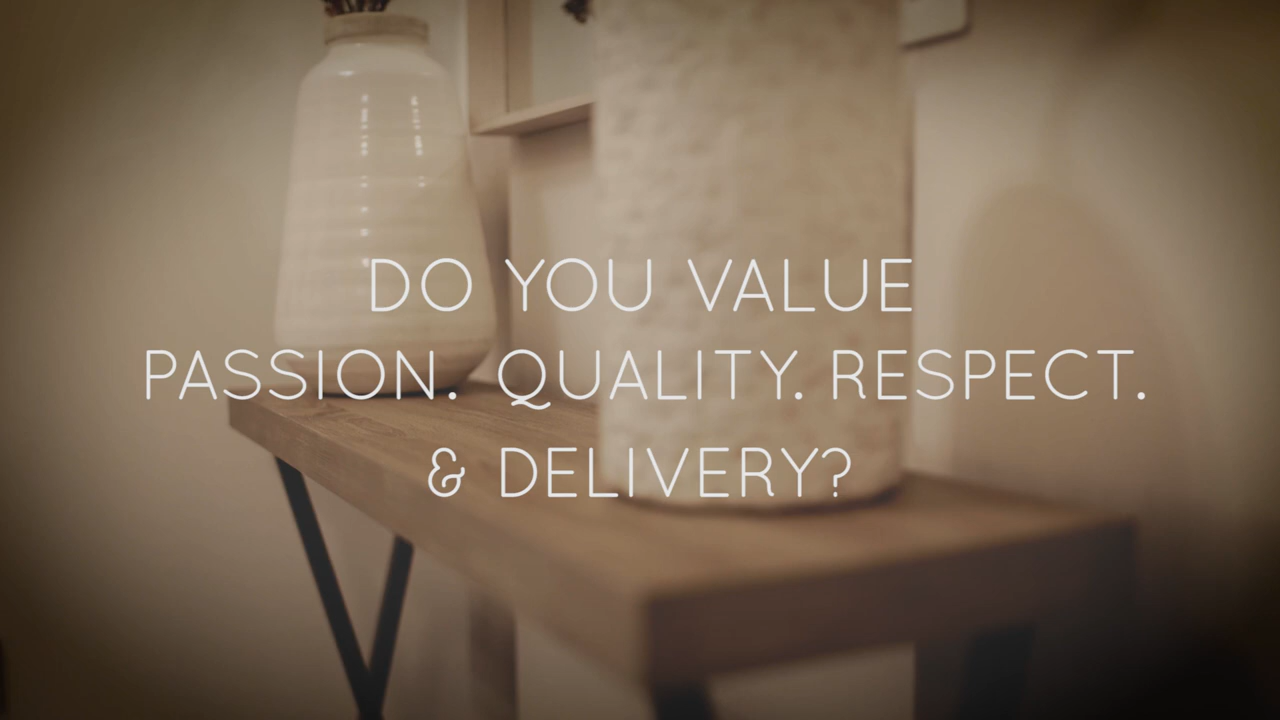 DO YOU VALUE
PASSION. QUALITY. RESPECT.
& DELIVERY?